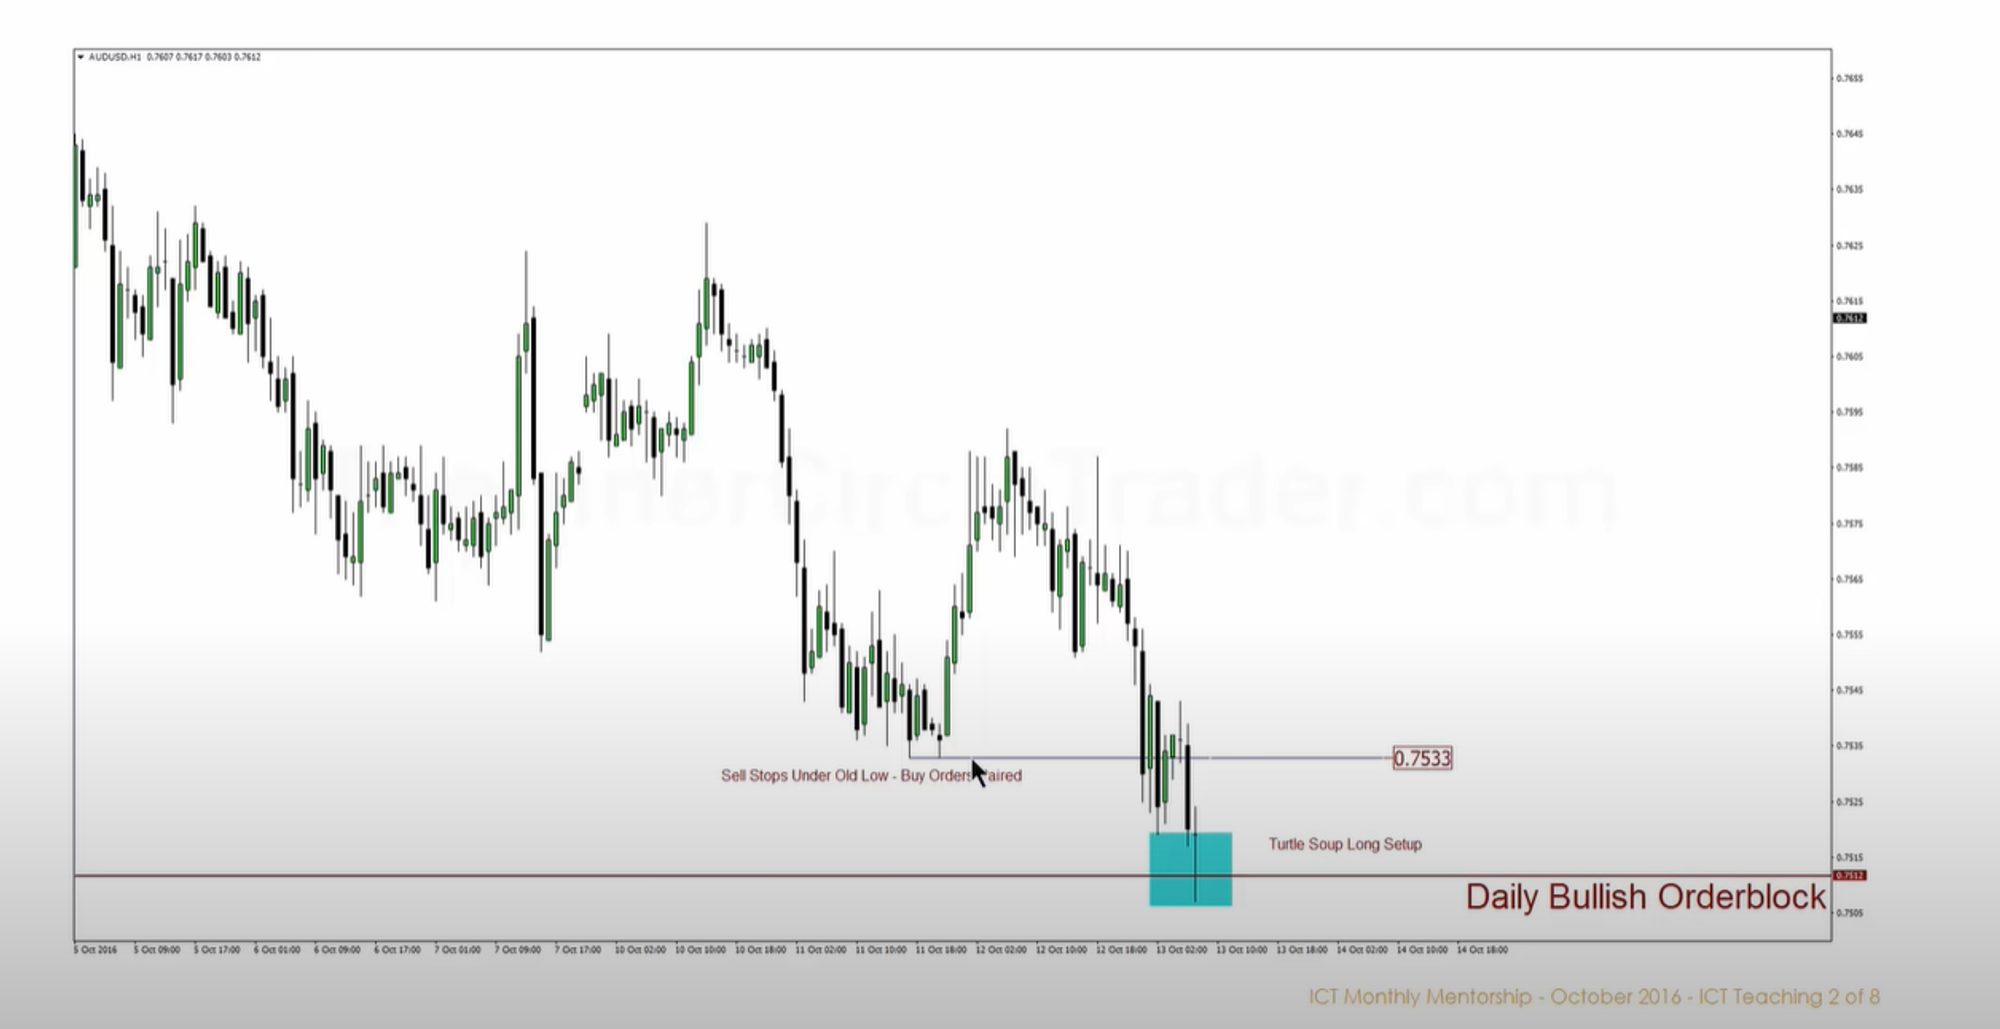 AUDUSD,H1 0.7607 0.7617 0.7603 0.7612
0.7655
0.7645
0.7635
0.7625
0.7615
0.7612
0.7605
0.7595
0.7585
InnerCircleTrader.com
0.7575
0.7565
0.7555
0.7545
0.7535
0.7533
Sell Stops Under Old Low - Buy Orders aired
0.7525
Turtle Soup Long Setup
0.7515
0.7512
Daily Bullish Orderblock
0.7505
5 Oct 2016 5 Oct 09:00 5 Oct 17:00 6 Oct 01:00 6 Oct 09:00 6 Oct 17:00 7 Oct 01:00 7 Oct 09:00 7 Oct 17:00 10 Oct 02:00 10 Oct 10:00 10 Oct 18:00 11 Oct 02:00 11 Oct 10:00 11 Oct 18:00 12 Oct 02:00 12 Oct 10:00 12 Oct 18:00 13 Oct 02:00 13 Oct 10:00 13 Oct 18:00 14 Oct 02:00 14 Oct 10:00 14 Oct 18:00
ICT Monthly Mentorship - October 2016 - ICT Teaching 2 of 8